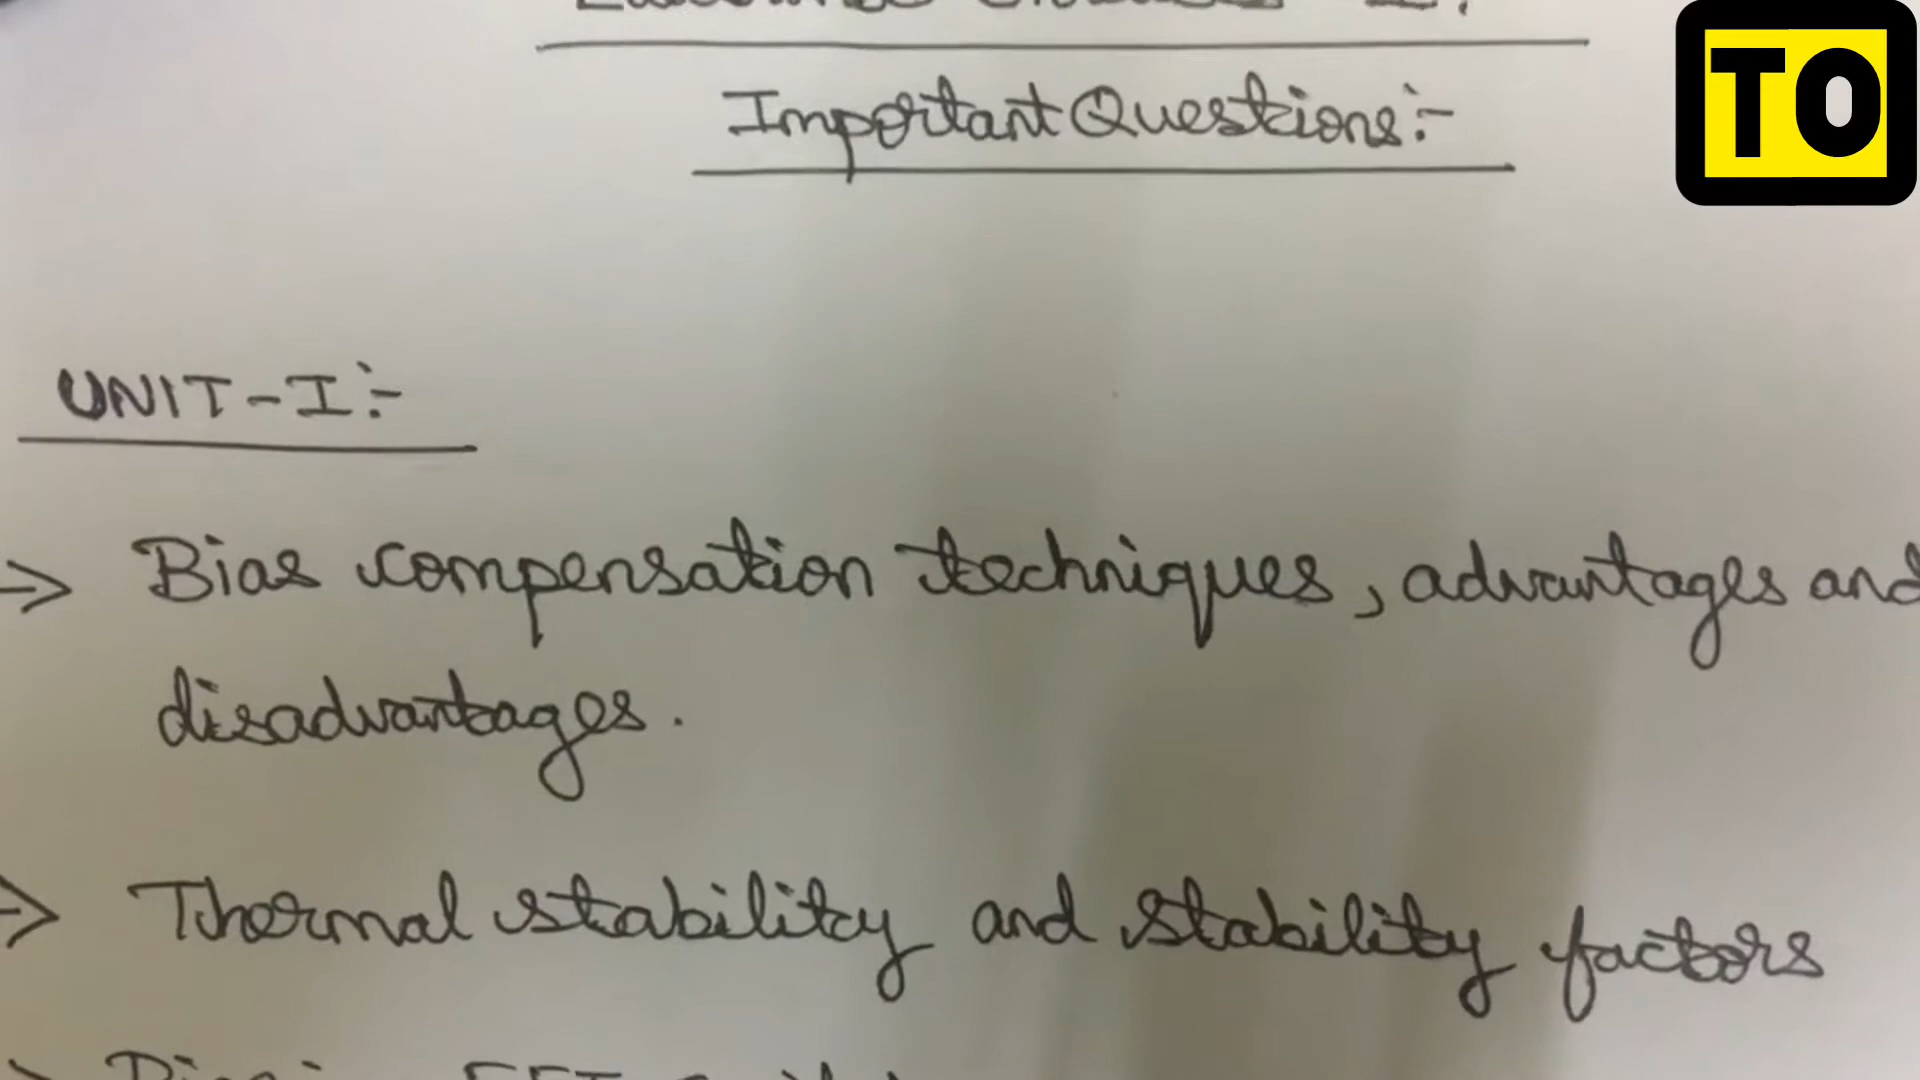 TO
Important Questions:-
UNIT-I:-
→ Bias compensation techniques, advantages and
disadvantages.
→ Thermal stability and stability factors